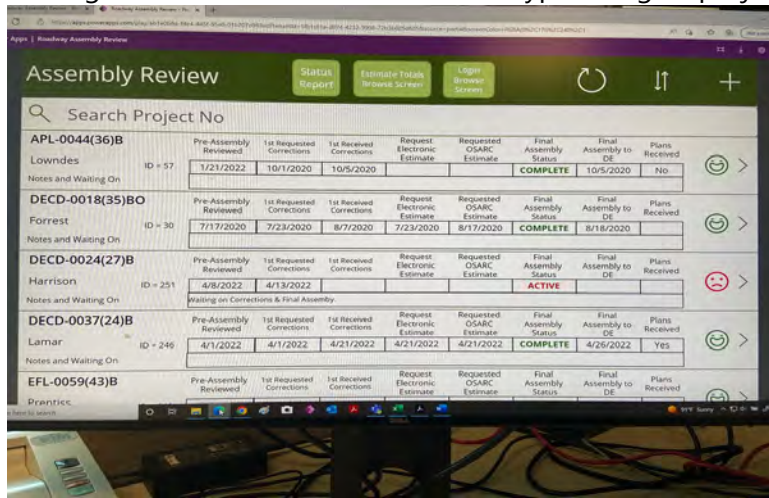 Apps | Roadway Assembly Review
Assembly Review
Status Report
Estimate Totals Browse Screen
Login Browse Screen
Search Project No
APL-0044(36)B
Pre-Assembly Reviewed 1st Requested Corrections 1st Received Corrections Request Electronic Estimate Requested OSARC Estimate Final Assembly Status Final Assembly to DE Plans Received
Lowndes ID = 57 1/21/2022 10/1/2020 10/5/2020 COMPLETE 10/5/2020 No
Notes and Waiting On
DECD-0018(35)BO
Pre-Assembly Reviewed 1st Requested Corrections 1st Received Corrections Request Electronic Estimate Requested OSARC Estimate Final Assembly Status Final Assembly to DE Plans Received
Forrest ID = 30 7/17/2020 7/23/2020 8/7/2020 7/23/2020 8/17/2020 COMPLETE 8/18/2020
Notes and Waiting On
DECD-0024(27)B
Pre-Assembly Reviewed 1st Requested Corrections 1st Received Corrections Request Electronic Estimate Requested OSARC Estimate Final Assembly Status Final Assembly to DE Plans Received
Harrison ID = 251 4/8/2022 4/13/2022 ACTIVE
Notes and Waiting On Waiting on Corrections & Final Assemby.
DECD-0037(24)B
Pre-Assembly Reviewed 1st Requested Corrections 1st Received Corrections Request Electronic Estimate Requested OSARC Estimate Final Assembly Status Final Assembly to DE Plans Received
Lamar ID = 246 4/1/2022 4/1/2022 4/21/2022 4/21/2022 4/21/2022 COMPLETE 4/26/2022 Yes
Notes and Waiting On
EFL-0059(43)B
Pre-Assembly Reviewed 1st Requested Corrections 1st Received Corrections Request Electronic Estimate Requested OSARC Estimate Final Assembly Status Final Assembly to DE Plans Received
Prentiss
here to search
Sunny